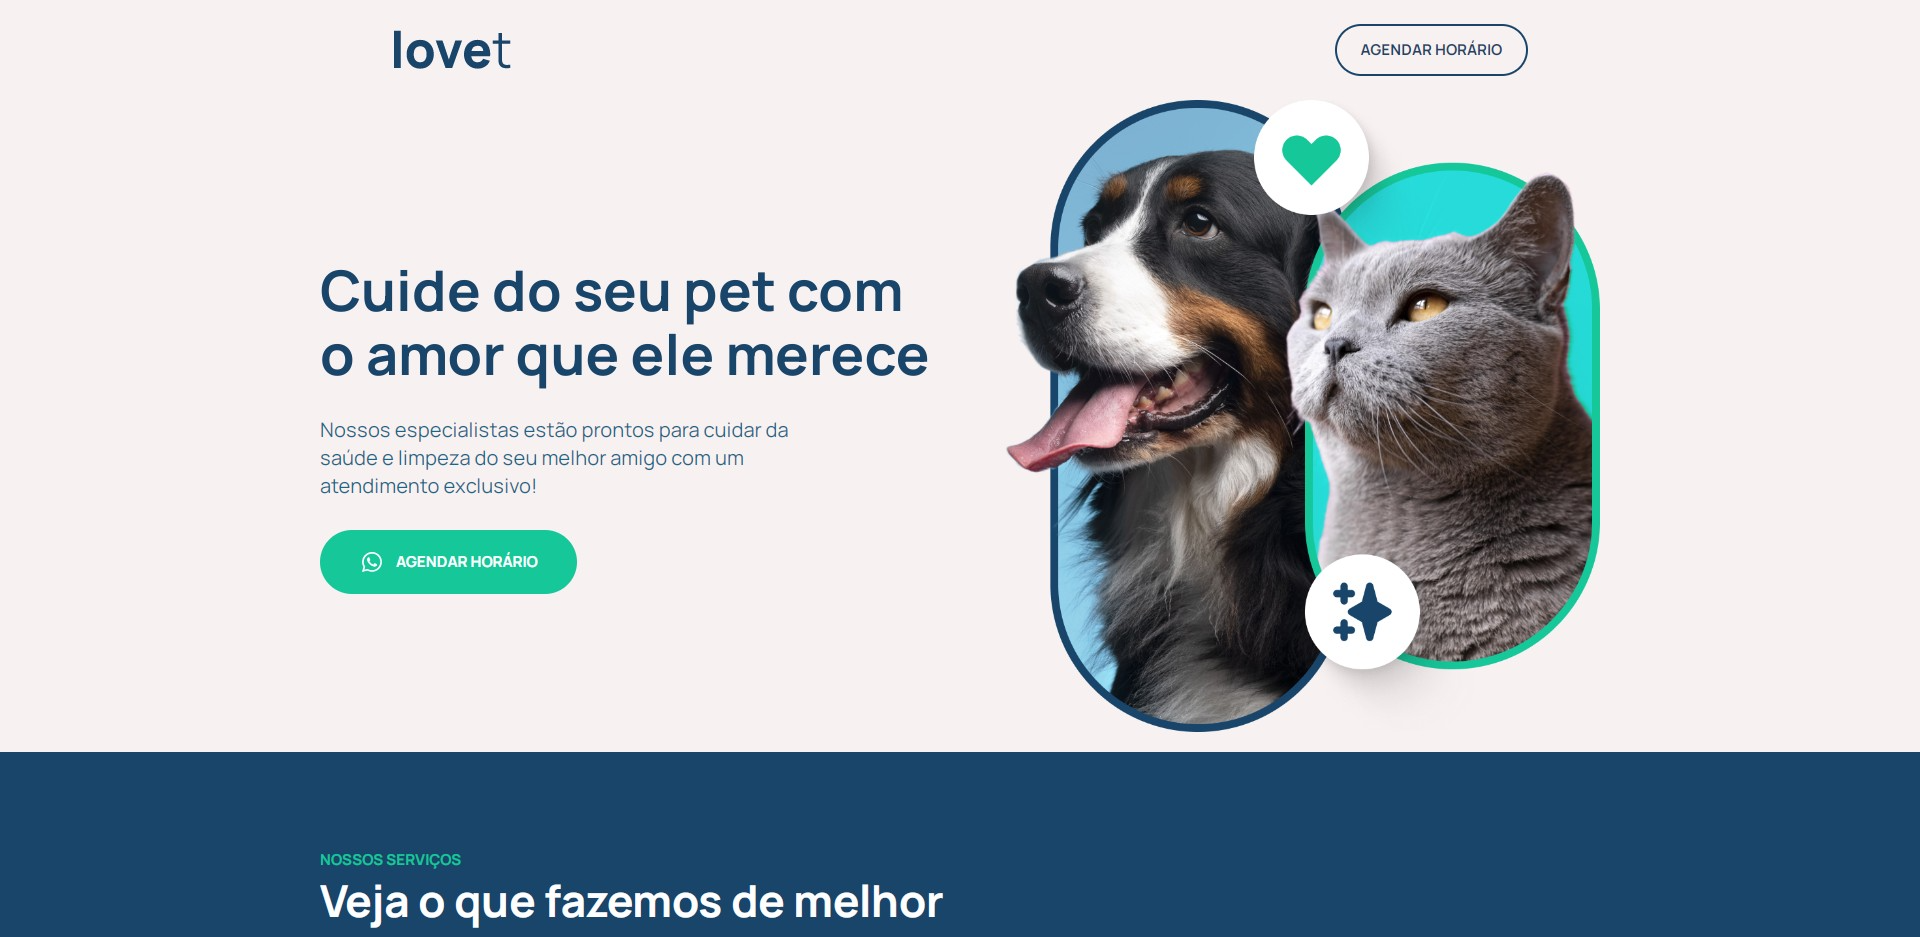 lovet
AGENDAR HORÁRIO
Cuide do seu pet com
o amor que ele merece
Nossos especialistas estão prontos para cuidar da
saúde e limpeza do seu melhor amigo com um
atendimento exclusivo!
AGENDAR HORÁRIO
NOSSOS SERVIÇOS
Veja o que fazemos de melhor